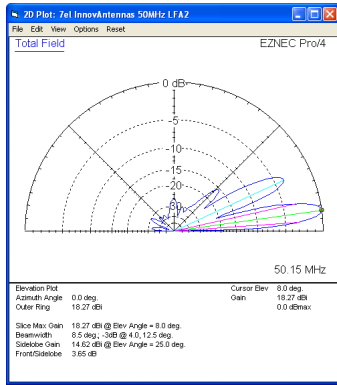 2D Plot: 7el InnovAntennas 50MHz LFA2
File Edit View Options Reset
Total Field EZNEC Pro/4
0 dB
-5
-10
-15
-20
-30
50.15 MHz
Elevation Plot Cursor Elev 8.0 deg.
Azimuth Angle 0.0 deg. Gain 18.27 dBi
Outer Ring 18.27 dBi 0.0 dBmax
Slice Max Gain 18.27 dBi @ Elev Angle = 8.0 deg.
Beamwidth 8.5 deg.; -3dB @ 4.0, 12.5 deg.
Sidelobe Gain 14.62 dBi @ Elev Angle = 25.0 deg.
Front/Sidelobe 3.65 dB